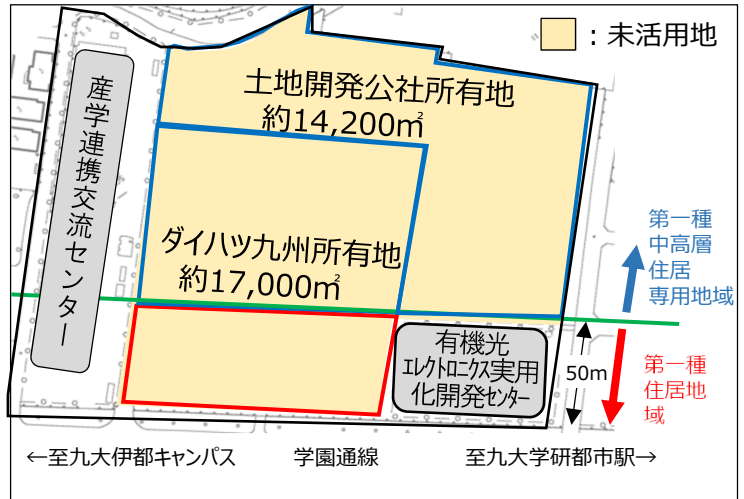 ：未活用地
土地開発公社所有地
約14,200㎡
産学連携交流センター
ダイハツ九州所有地
約17,000㎡
第一種
中高層
住居
専用地域
有機光
ｴﾚｸﾄﾛﾆｸｽ実用
化開発ｾﾝﾀｰ
50m
第一種
住居地
域
←至九大伊都キャンパス
学園通線
至九大学研都市駅→